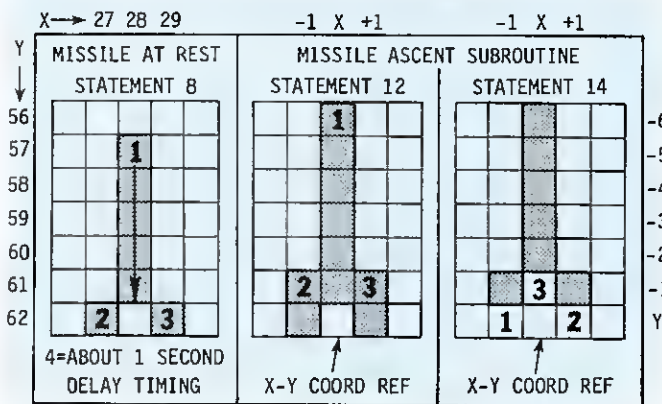 X→ 27 28 29
-1 X +1
-1 X +1
Y
↓
MISSILE AT REST
STATEMENT 8
MISSILE ASCENT SUBROUTINE
STATEMENT 12
STATEMENT 14
56
57
58
59
60
61
62
1
2 3
1
2 3
3
1 2
-6
-5
-4
-3
-2
-1
Y
4=ABOUT 1 SECOND
DELAY TIMING
X-Y COORD REF
X-Y COORD REF